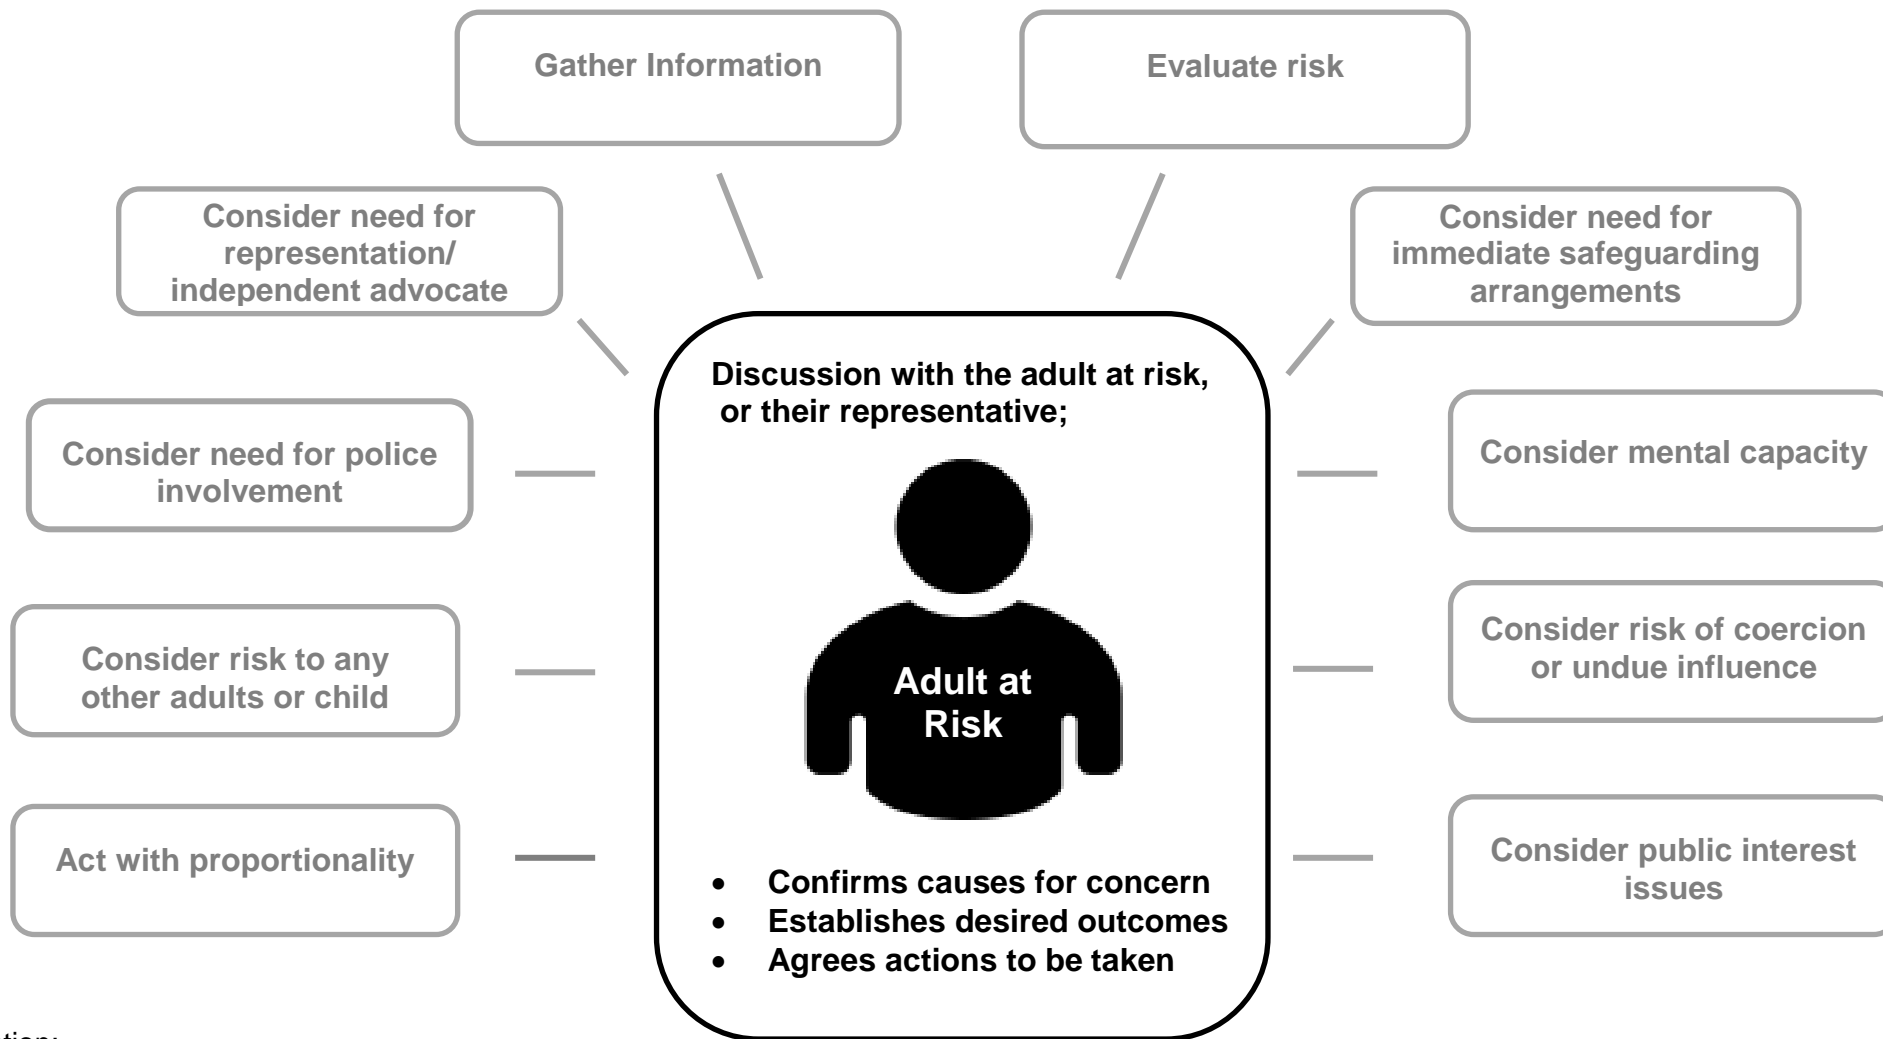 Gather Information
Evaluate risk
Consider need for
representation/
independent advocate
Consider need for
immediate safeguarding
arrangements
Discussion with the adult at risk,
or their representative;
Consider need for police
involvement
Consider mental capacity
Consider risk to any
other adults or child
Adult at
Risk
Consider risk of coercion
or undue influence
Act with proportionality
Consider public interest
issues
• Confirms causes for concern
• Establishes desired outcomes
• Agrees actions to be taken